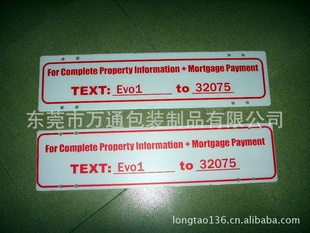 For Complete Property Information + Mortgage Payment
TEXT: Evo1 to 32075
东莞市万通包装制品有限公司
For Complete Property Information + Mortgage Payment
TEXT: Evo1 to 32075
longtao136.cn.alibaba.com